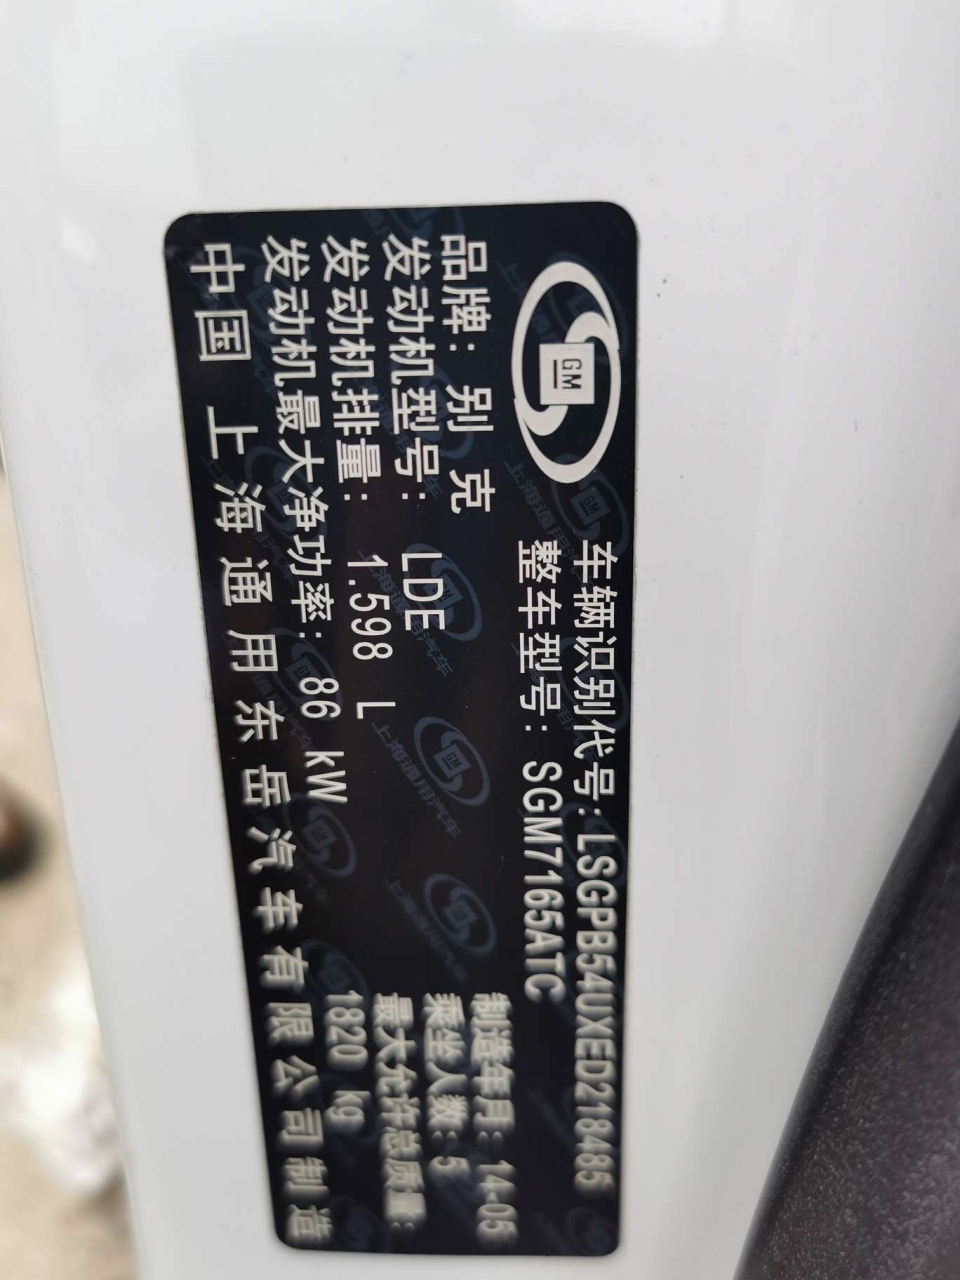 GM
车辆识别代号:LSGPB54UXED218485
整车型号:SGM7165ATC
品牌:别克
制造年月:14-05
发动机型号:LDE
乘坐人数:5
发动机排量:1.598 L
最大允许总质量:
发动机最大净功率:86 kW
1820 kg
中国上海通用东岳汽车有限公司制造